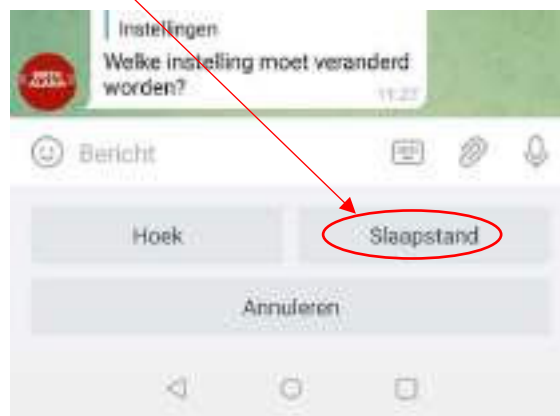 Instellingen
Welke instelling moet veranderd
worden?
11:27
Bericht
Hoek
Slaapstand
Annuleren